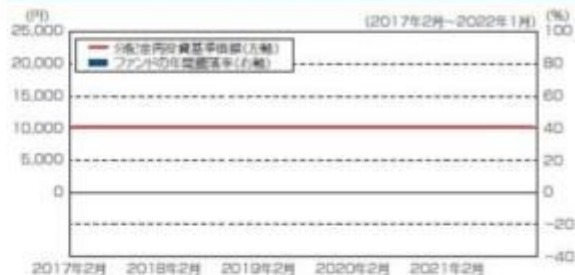 (円) (2017年2月～2022年1月) (%)
25,000 100
分配金再投資基準価額(左軸)
ファンドの年間騰落率(右軸)
20,000 80
15,000 60
10,000 40
5,000 20
0 0
-20
-40
2017年2月 2018年2月 2019年2月 2020年2月 2021年2月